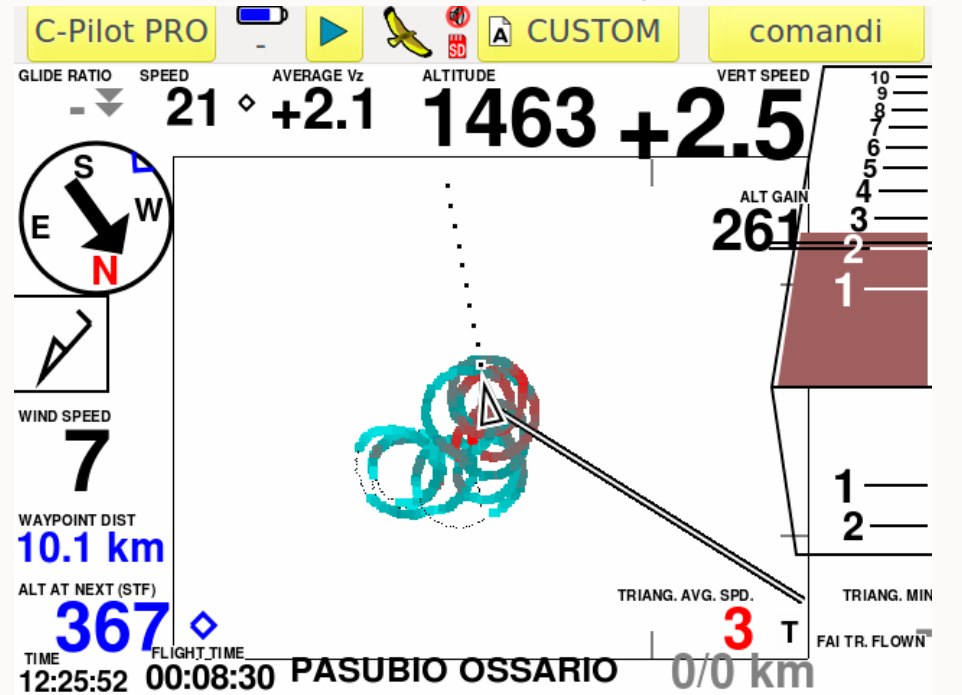 C-Pilot PRO
-
SD
A CUSTOM
comandi
GLIDE RATIO
SPEED
AVERAGE Vz
ALTITUDE
VERT SPEED
-
21
+2.1
1463
+2.5
10
9
8
7
6
5
4
3
2
1
1
2
S
E
W
N
ALT GAIN
261
WIND SPEED
7
WAYPOINT DIST
10.1 km
ALT AT NEXT (STF)
367
TRIANG. AVG. SPD.
3
T
TRIANG. MIN
FAI TR. FLOWN
TIME
12:25:52
FLIGHT TIME
00:08:30
PASUBIO OSSARIO
0/0 km